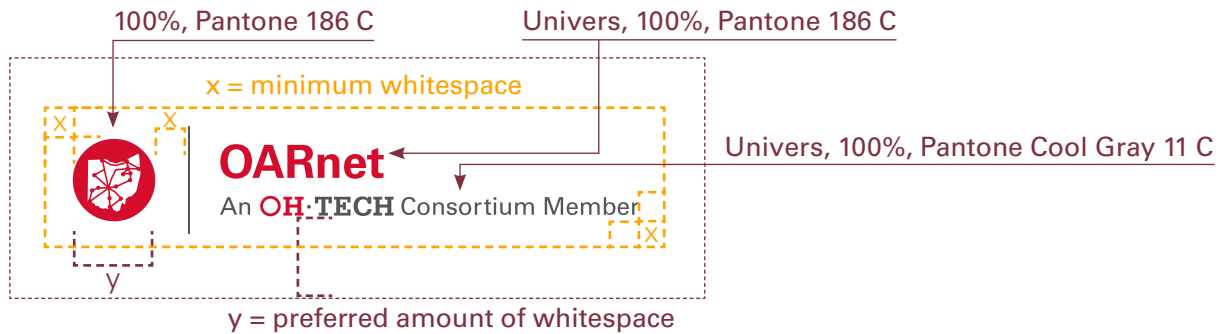 100%, Pantone 186 C
Univers, 100%, Pantone 186 C
x = minimum whitespace
x
x
OARnet
Univers, 100%, Pantone Cool Gray 11 C
An OH·TECH Consortium Member
x
y
y = preferred amount of whitespace